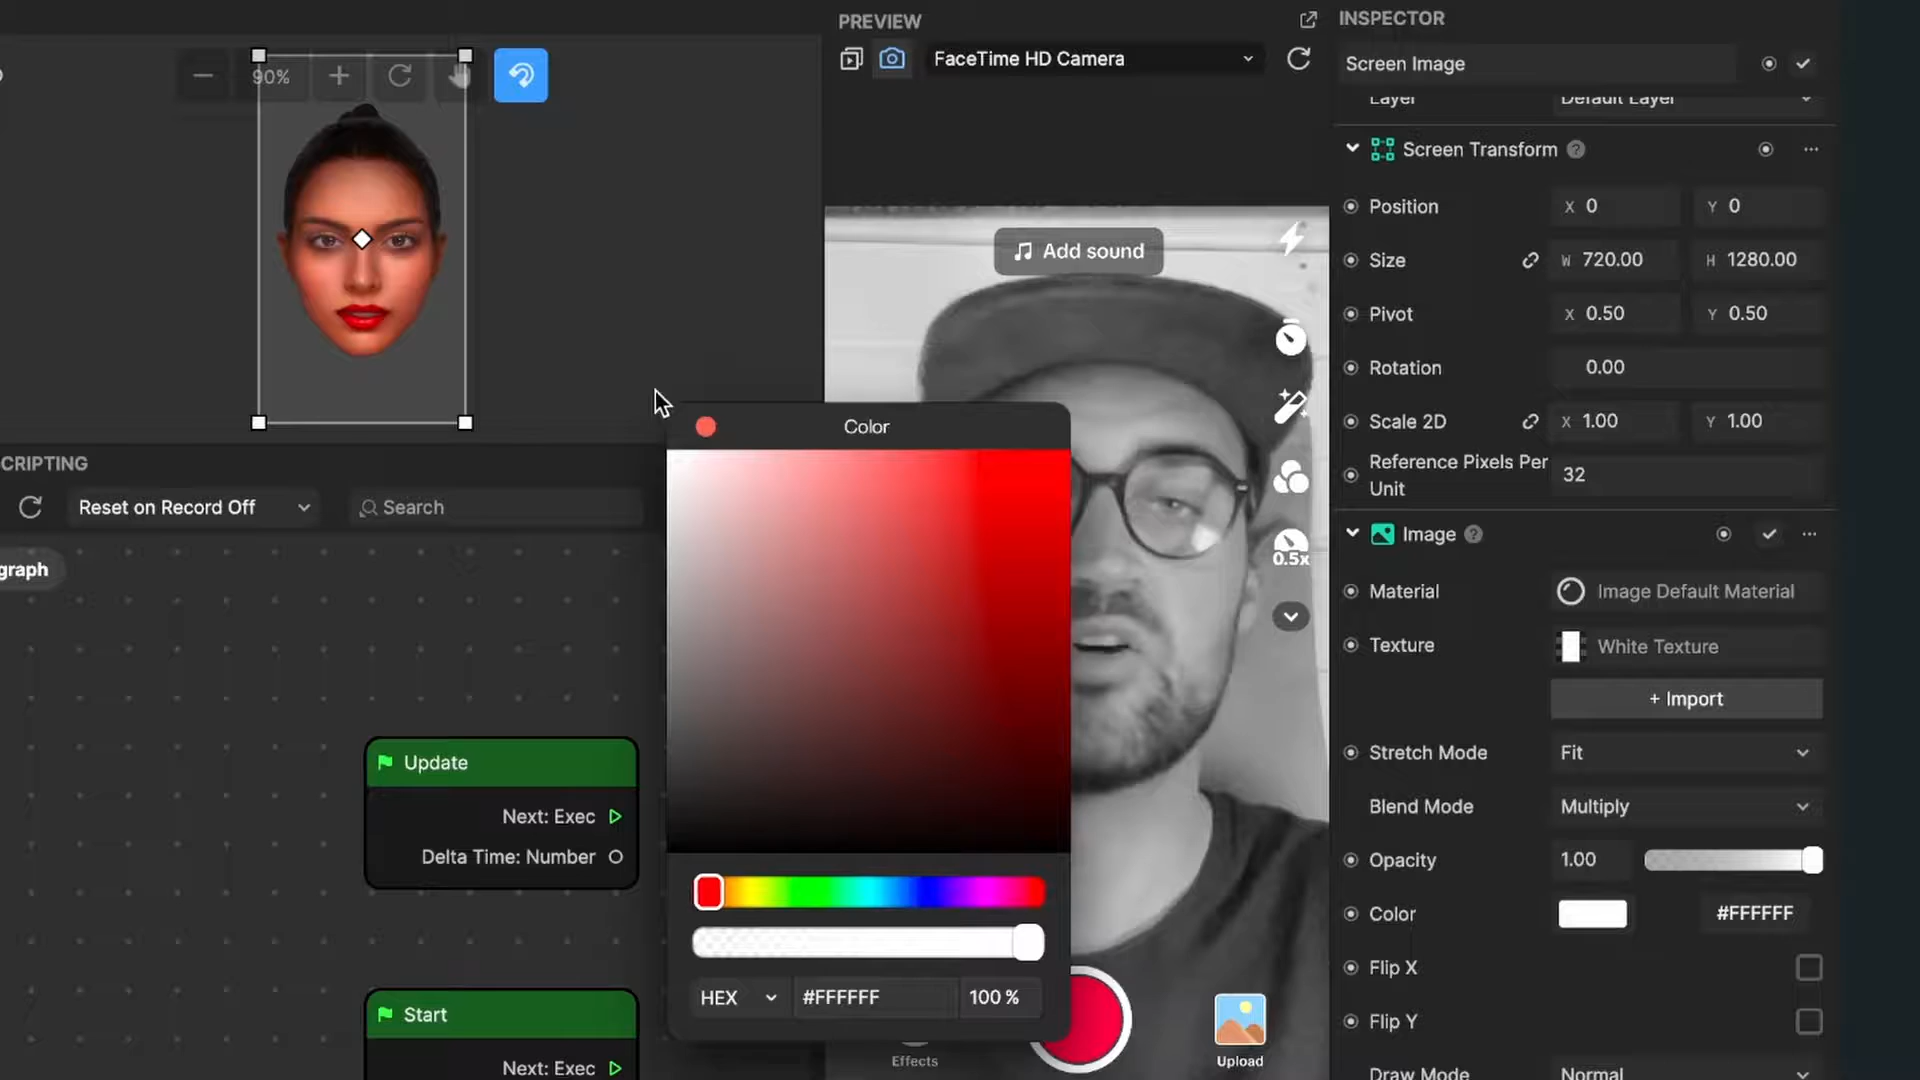 90%
PREVIEW
FaceTime HD Camera
Add sound
0.5x
Effects
Upload
CRIPTING
Reset on Record Off
Search
graph
Update
Next: Exec
Delta Time: Number
Start
Next: Exec
Color
HEX
#FFFFFF
100 %
INSPECTOR
Screen Image
Layer
Default Layer
Screen Transform ?
Position
X 0
Y 0
Size
W 720.00
H 1280.00
Pivot
X 0.50
Y 0.50
Rotation
0.00
Scale 2D
X 1.00
Y 1.00
Reference Pixels Per
Unit
32
Image ?
Material
Image Default Material
Texture
White Texture
+ Import
Stretch Mode
Fit
Blend Mode
Multiply
Opacity
1.00
Color
#FFFFFF
Flip X
Flip Y
Draw Mode
Normal